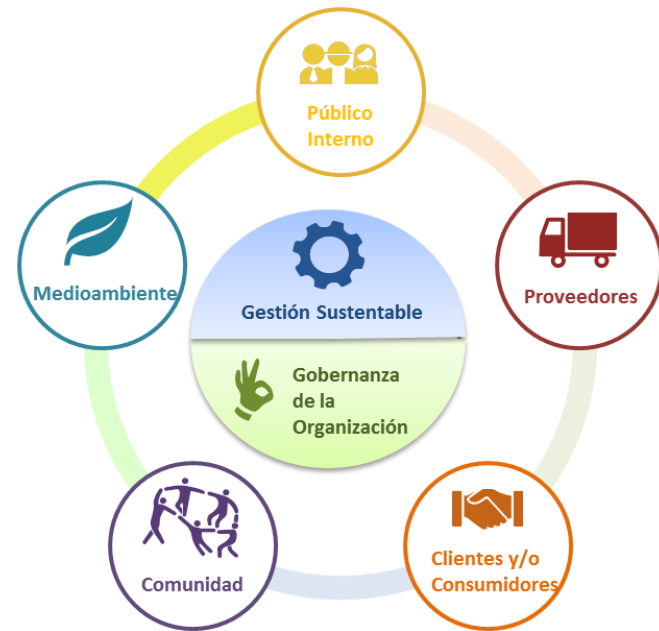 Público
Interno
Medioambiente
Proveedores
Gestión Sustentable
Gobernanza
de la
Organización
Comunidad
Clientes y/o
Consumidores